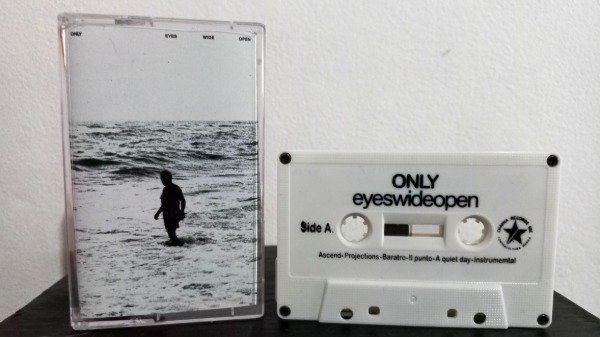 ONLY EYES WIDE OPEN
ONLY
eyeswideopen
Side A.
Ascend-Projections-Baratro-Il punto-A quiet day-Instrumental